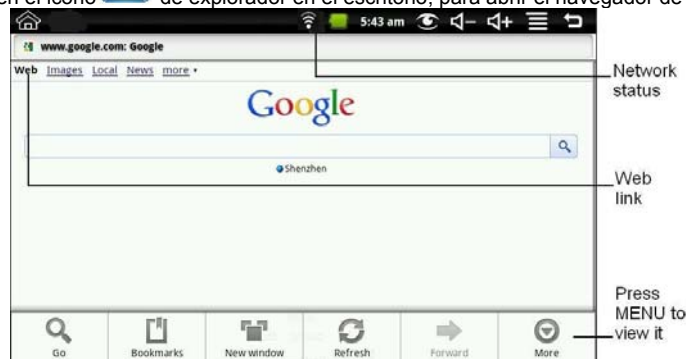 en el icono de explorador en el escritorio, para abrir el navegador de
5:43 am
www.google.com: Google
Web Images Local News more
Network
status
Google
Shenzhen
Web
link
Press
MENU to
view it
Go Bookmarks New window Refresh Forward More